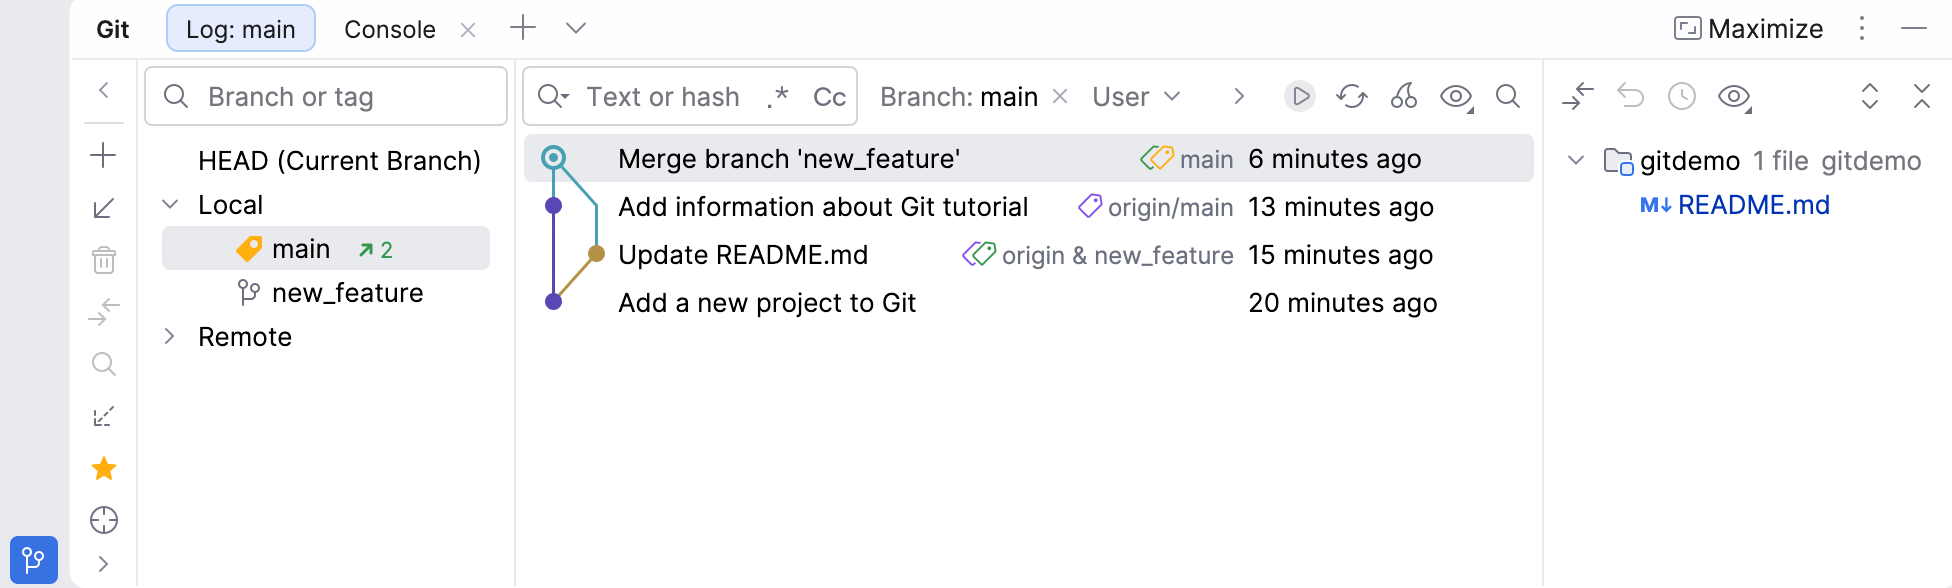 Git Log: main Console Maximize
Branch or tag
Text or hash .* Cc Branch: main User
HEAD (Current Branch)
Local
main 2
new_feature
Remote
Merge branch 'new_feature' main 6 minutes ago
Add information about Git tutorial origin/main 13 minutes ago
Update README.md origin & new_feature 15 minutes ago
Add a new project to Git 20 minutes ago
gitdemo 1 file gitdemo
M↓ README.md